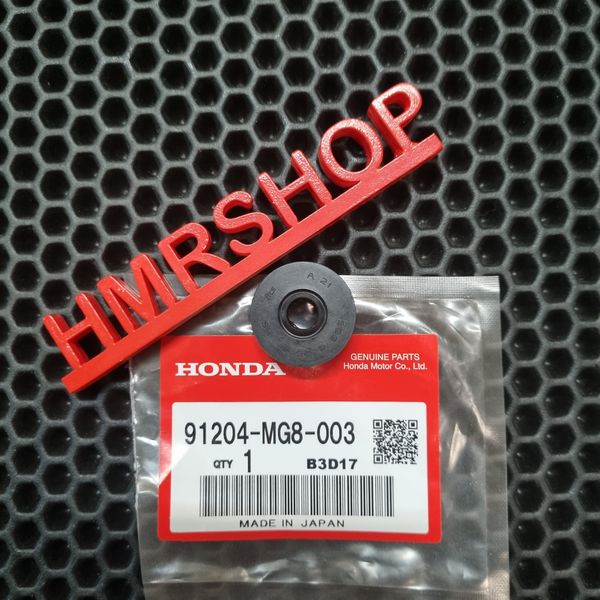 HMRSHOP
A 21
HONDA
GENUINE PARTS
Honda Motor Co., Ltd.
91204-MG8-003
QTY 1 B3D17
MADE IN JAPAN